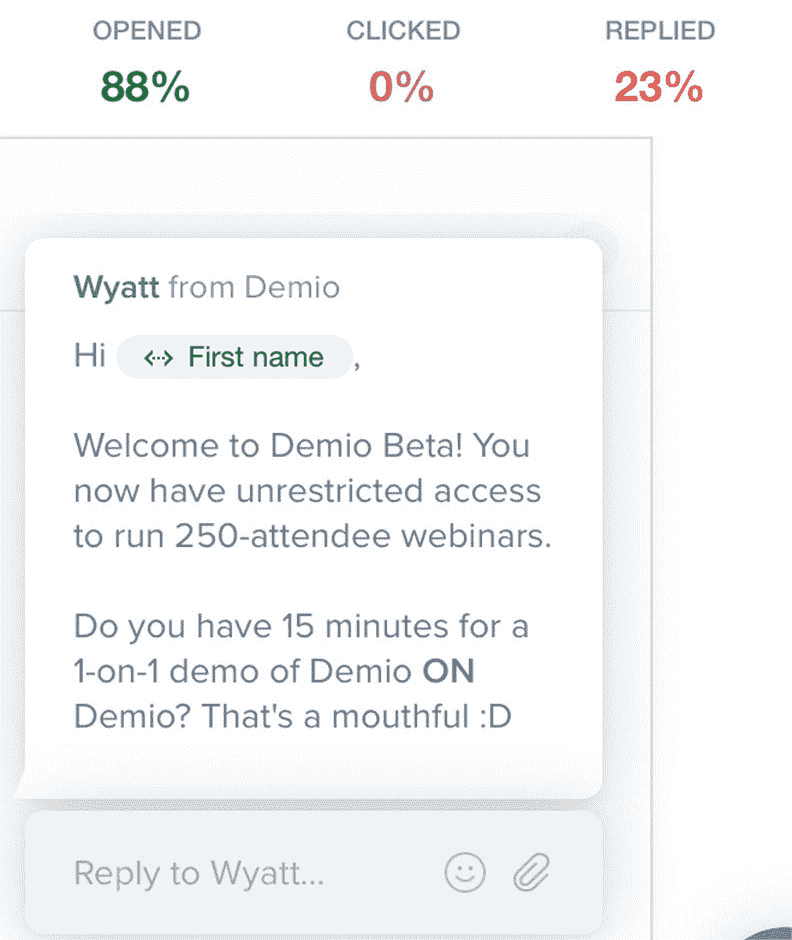 OPENED CLICKED REPLIED
88% 0% 23%
Wyatt from Demio
Hi First name,
Welcome to Demio Beta! You
now have unrestricted access
to run 250-attendee webinars.
Do you have 15 minutes for a
1-on-1 demo of Demio ON
Demio? That's a mouthful :D
Reply to Wyatt...